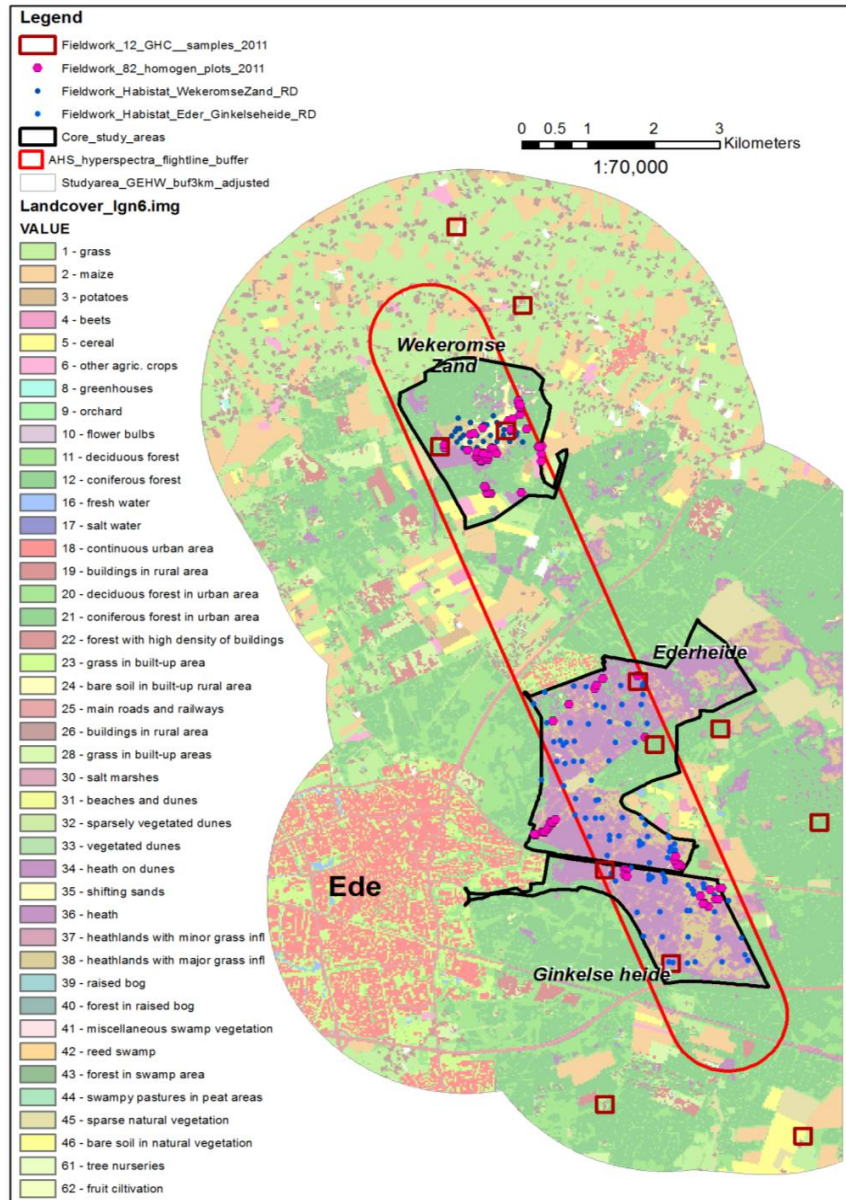 Legend
Fieldwork_12_GHC__samples_2011
Fieldwork_82_homogen_plots_2011
Fieldwork_Habistat_WekeromseZand_RD
Fieldwork_Habistat_Eder_Ginkelseheide_RD
Core_study_areas
AHS_hyperspectra_flightline_buffer
Studyarea_GEHW_buf3km_adjusted
Landcover_lgn6.img
VALUE
1 - grass
2 - maize
3 - potatoes
4 - beets
5 - cereal
6 - other agric. crops
8 - greenhouses
9 - orchard
10 - flower bulbs
11 - deciduous forest
12 - coniferous forest
16 - fresh water
17 - salt water
18 - continuous urban area
19 - buildings in rural area
20 - deciduous forest in urban area
21 - coniferous forest in urban area
22 - forest with high density of buildings
23 - grass in built-up area
24 - bare soil in built-up rural area
25 - main roads and railways
26 - buildings in rural area
28 - grass in built-up areas
30 - salt marshes
31 - beaches and dunes
32 - sparsely vegetated dunes
33 - vegetated dunes
34 - heath on dunes
35 - shifting sands
36 - heath
37 - heathlands with minor grass infl
38 - heathlands with major grass infl
39 - raised bog
40 - forest in raised bog
41 - miscellaneous swamp vegetation
42 - reed swamp
43 - forest in swamp area
44 - swampy pastures in peat areas
45 - sparse natural vegetation
46 - bare soil in natural vegetation
61 - tree nurseries
62 - fruit ciltivation
0 0.5 1 2 3
Kilometers
1:70,000
Wekeromse
Zand
Ederheide
Ede
Ginkelse heide